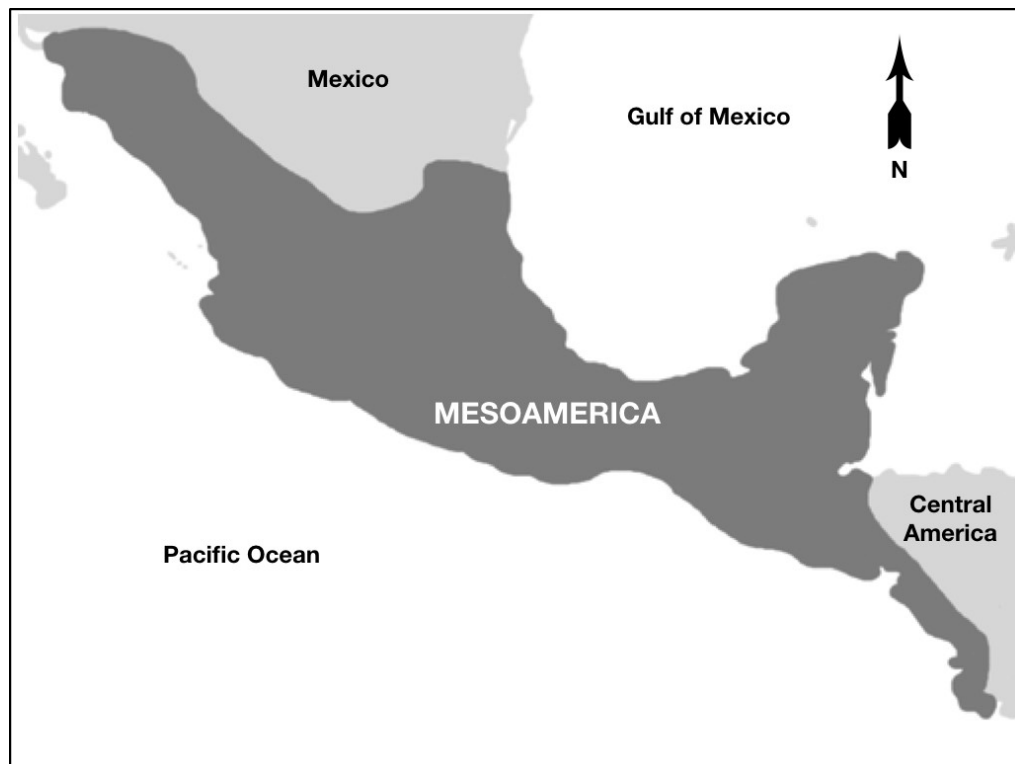 Mexico
Gulf of Mexico
N
MESOAMERICA
Central
America
Pacific Ocean